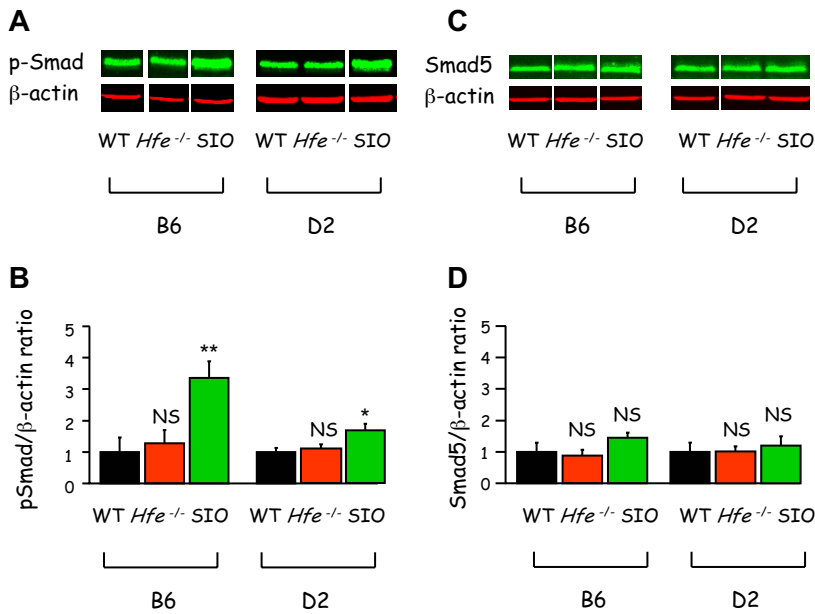 A
p-Smad
β-actin
WT Hfe -/- SIO WT Hfe -/- SIO
B6 D2
C
Smad5
β-actin
WT Hfe -/- SIO WT Hfe -/- SIO
B6 D2
B
pSmad/β-actin ratio
5
4
3
2
1
0
NS ** NS *
WT Hfe -/- SIO WT Hfe -/- SIO
B6 D2
D
Smad5/β-actin ratio
5
4
3
2
1
0
NS NS NS NS
WT Hfe -/- SIO WT Hfe -/- SIO
B6 D2